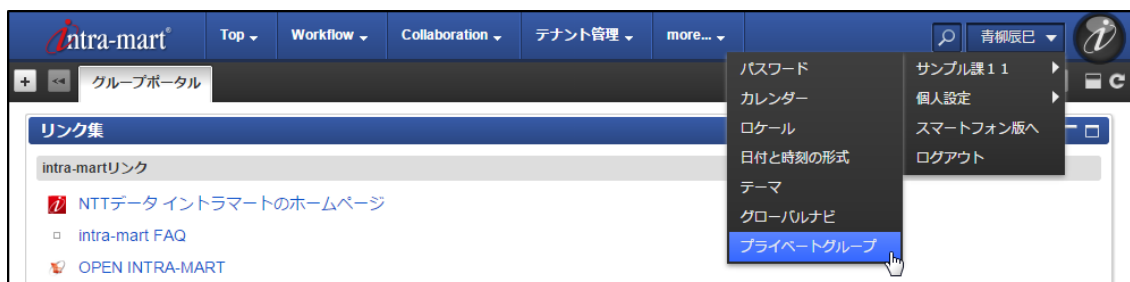 intra-mart® Top Workflow Collaboration テナント管理 more... 青柳辰巳
グループポータル
パスワード
カレンダー
ロケール
日付と時刻の形式
テーマ
グローバルナビ
プライベートグループ
サンプル課11
個人設定
スマートフォン版へ
ログアウト
リンク集
intra-martリンク
NTTデータ イントラマートのホームページ
intra-mart FAQ
OPEN INTRA-MART